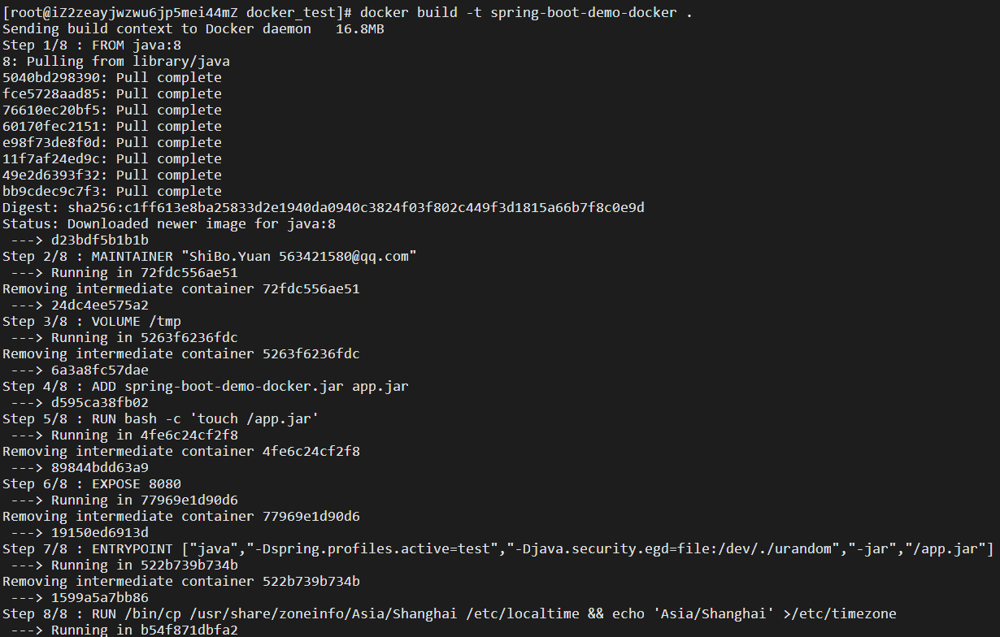 [root@iZ2zeayjwzwu6jp5mei44mZ docker_test]# docker build -t spring-boot-demo-docker .
Sending build context to Docker daemon   16.8MB
Step 1/8 : FROM java:8
8: Pulling from library/java
5040bd298390: Pull complete
fce5728aad85: Pull complete
76610ec20bf5: Pull complete
60170fec2151: Pull complete
e98f73de8f0d: Pull complete
11f7af24ed9c: Pull complete
49e2d6393f32: Pull complete
bb9cdec9c7f3: Pull complete
Digest: sha256:c1ff613e8ba25833d2e1940da0940c3824f03f802c449f3d1815a66b7f8c0e9d
Status: Downloaded newer image for java:8
 ---> d23bdf5b1b1b
Step 2/8 : MAINTAINER "ShiBo.Yuan 563421580@qq.com"
 ---> Running in 72fdc556ae51
Removing intermediate container 72fdc556ae51
 ---> 24dc4ee575a2
Step 3/8 : VOLUME /tmp
 ---> Running in 5263f6236fdc
Removing intermediate container 5263f6236fdc
 ---> 6a3a8fc57dae
Step 4/8 : ADD spring-boot-demo-docker.jar app.jar
 ---> d595ca38fb02
Step 5/8 : RUN bash -c 'touch /app.jar'
 ---> Running in 4fe6c24cf2f8
Removing intermediate container 4fe6c24cf2f8
 ---> 89844bdd63a9
Step 6/8 : EXPOSE 8080
 ---> Running in 77969e1d90d6
Removing intermediate container 77969e1d90d6
 ---> 19150ed6913d
Step 7/8 : ENTRYPOINT ["java","-Dspring.profiles.active=test","-Djava.security.egd=file:/dev/./urandom","-jar","/app.jar"]
 ---> Running in 522b739b734b
Removing intermediate container 522b739b734b
 ---> 1599a5a7bb86
Step 8/8 : RUN /bin/cp /usr/share/zoneinfo/Asia/Shanghai /etc/localtime && echo 'Asia/Shanghai' >/etc/timezone
 ---> Running in b54f871dbfa2